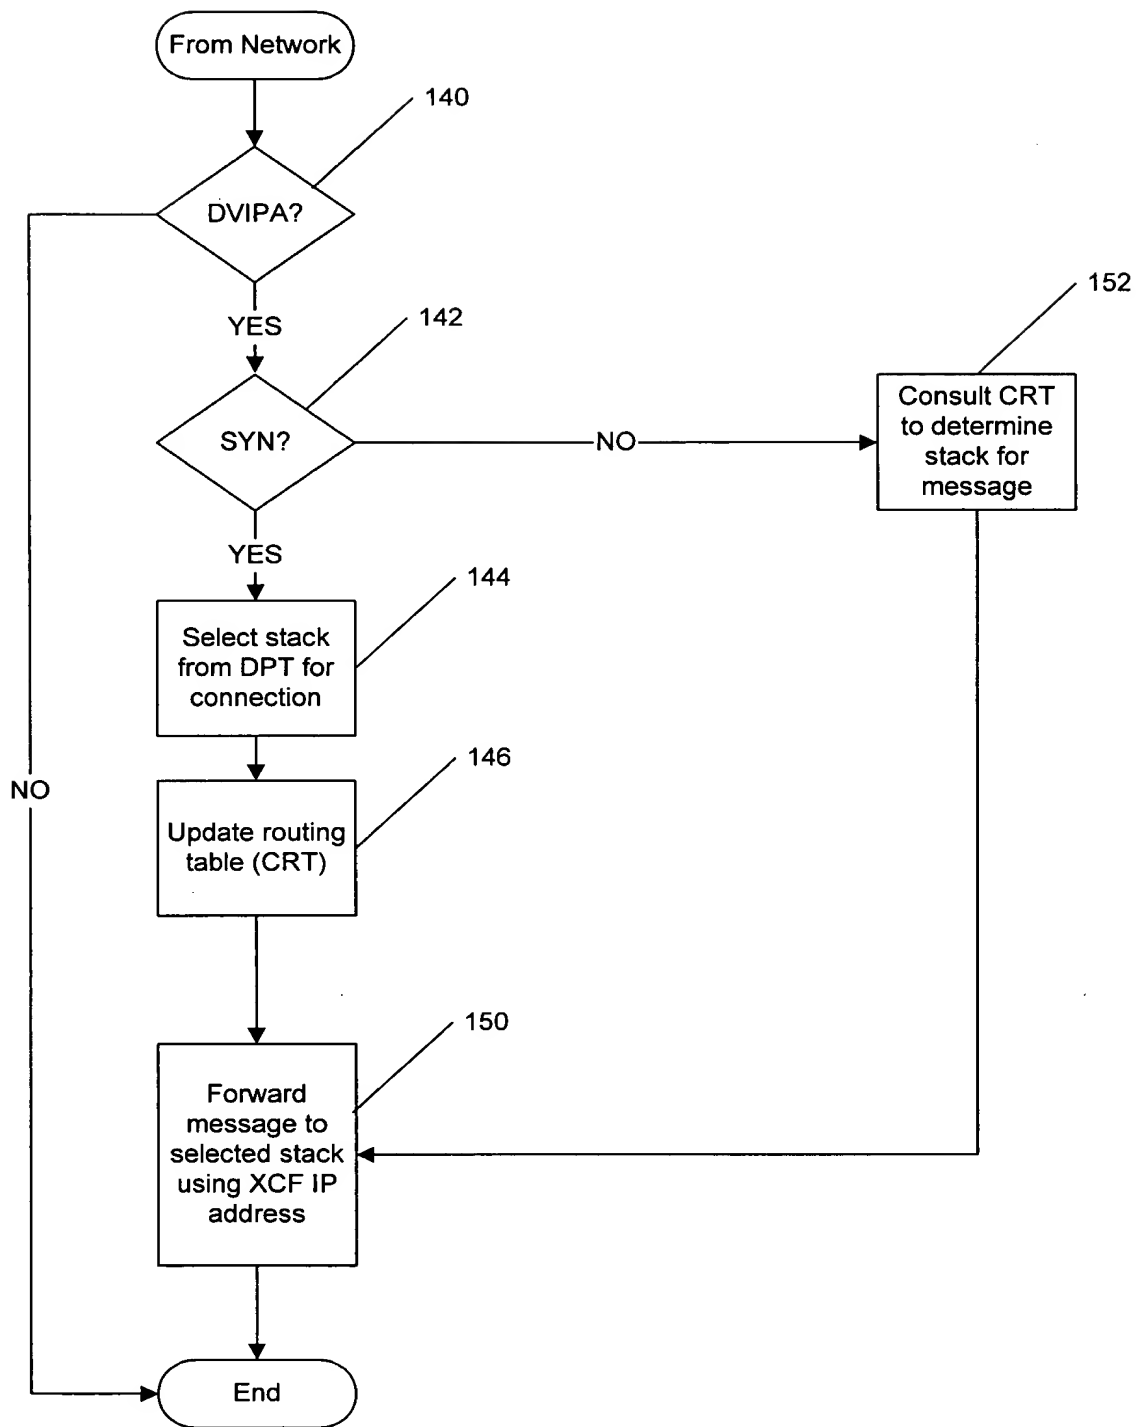 From Network
140
DVIPA?
YES
142
152
SYN?
NO
Consult CRT
to determine
stack for
message
YES
144
Select stack
from DPT for
connection
146
NO
Update routing
table (CRT)
150
Forward
message to
selected stack
using XCF IP
address
End